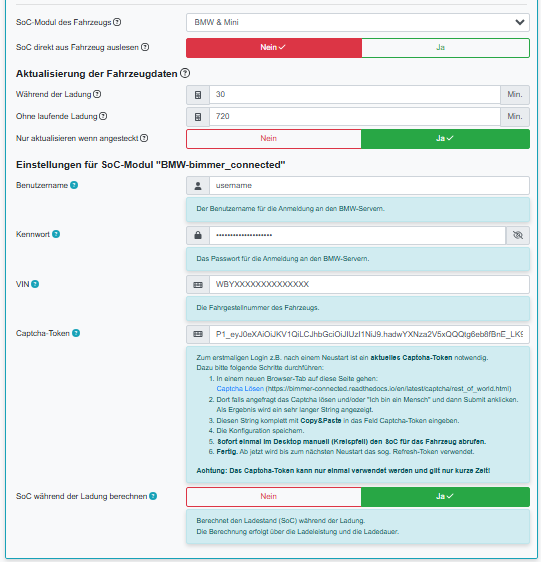 SoC-Modul des Fahrzeugs
BMW & Mini
SoC direkt aus Fahrzeug auslesen
Nein
Ja
Aktualisierung der Fahrzeugdaten
Während der Ladung
30
Min.
Ohne laufende Ladung
720
Min.
Nur aktualisieren wenn angesteckt
Nein
Ja
Einstellungen für SoC-Modul "BMW-bimmer_connected"
Benutzername
username
Der Benutzername für die Anmeldung an den BMW-Servern.
Kennwort
••••••••••••••••••••
Das Passwort für die Anmeldung an den BMW-Servern.
VIN
WBYXXXXXXXXXXXXXX
Die Fahrgestellnummer des Fahrzeugs.
Captcha-Token
P1_eyJ0eXAiOiJKV1QiLCJhbGciOiJIUzI1NiJ9.hadwYXNza2V5xQQQtg6eb8fBnE_LK9
Zum erstmaligen Login z.B. nach einem Neustart ist ein aktuelles Captcha-Token notwendig.
Dazu bitte folgende Schritte durchführen:
1. In einem neuen Browser-Tab auf diese Seite gehen:
Captcha Lösen (https://bimmer-connected.readthedocs.io/en/latest/captcha/rest_of_world.html)
2. Dort falls angefragt das Captcha lösen und/oder "Ich bin ein Mensch" und dann Submit anklicken.
Als Ergebnis wird ein sehr langer String angezeigt.
3. Diesen String komplett mit Copy&Paste in das Feld Captcha-Token eingeben.
4. Die Konfiguration speichern.
5. Sofort einmal im Desktop manuell (Kreispfeil) den SoC für das Fahrzeug abrufen.
6. Fertig. Ab jetzt wird bis zum nächsten Neustart das sog. Refresh-Token verwendet.
Achtung: Das Captcha-Token kann nur einmal verwendet werden und gilt nur kurze Zeit!
SoC während der Ladung berechnen
Nein
Ja
Berechnet den Ladestand (SoC) während der Ladung.
Die Berechnung erfolgt über die Ladeleistung und die Ladedauer.